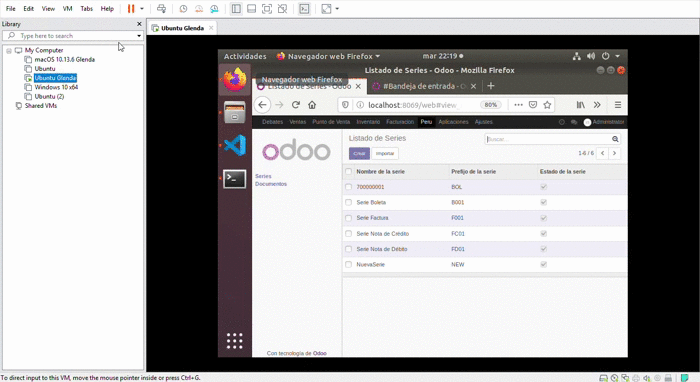 File Edit View VM Tabs Help
Library
Type here to search
My Computer
macOS 10.13.6 Glenda
Ubuntu
Ubuntu Glenda
Windows 10 x64
Ubuntu (2)
Shared VMs
Ubuntu Glenda
Actividades Navegador web Firefox mar 22:19
Navegador web Firefox
Listado de Series - Odoo - Mozilla Firefox
Listado de Series - Odoo #Bandeja de entrada - O
localhost:8069/web#view 80%
Debates Ventas Punto de Venta Inventario Facturación Peru Aplicaciones Ajustes Administrator
odoo
Series
Documentos
Listado de Series
Buscar...
Crear Importar 1-6 / 6
Nombre de la serie Prefijo de la serie Estado de la serie
700000001 BOL
Serie Boleta B001
Serie Factura F001
Serie Nota de Crédito FC01
Serie Nota de Débito FD01
NuevaSerie NEW
Con tecnología de Odoo
To direct input to this VM, move the mouse pointer inside or press Ctrl+G.